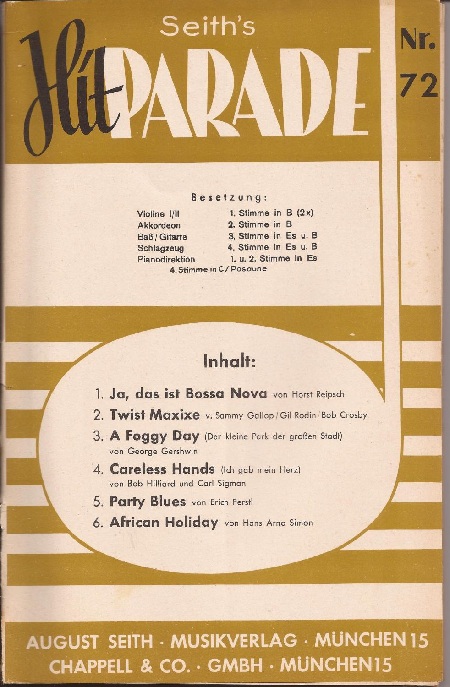 Seith's
Hit PARADE
Nr. 72
Besetzung:
Violine I/II 1. Stimme in B (2x)
Akkordeon 2. Stimme in B
Baß/Gitarre 3. Stimme in Es u. B
Schlagzeug 4. Stimme in Es u. B
Pianodirektion 1. u. 2. Stimme in Es
4. Stimme in C/Posaune
Inhalt:
1. Ja, das ist Bossa Nova von Horst Reipsch
2. Twist Maxixe v. Sammy Gallop/Gil Rodin/Bob Crosby
3. A Foggy Day (Der kleine Park der großen Stadt)
von George Gershwin
4. Careless Hands (Ich gab mein Herz)
von Bob Hilliard und Carl Sigman
5. Party Blues von Erich Ferstl
6. African Holiday von Hans Arno Simon
AUGUST SEITH · MUSIKVERLAG · MÜNCHEN 15
CHAPPELL & CO. · GMBH · MÜNCHEN 15